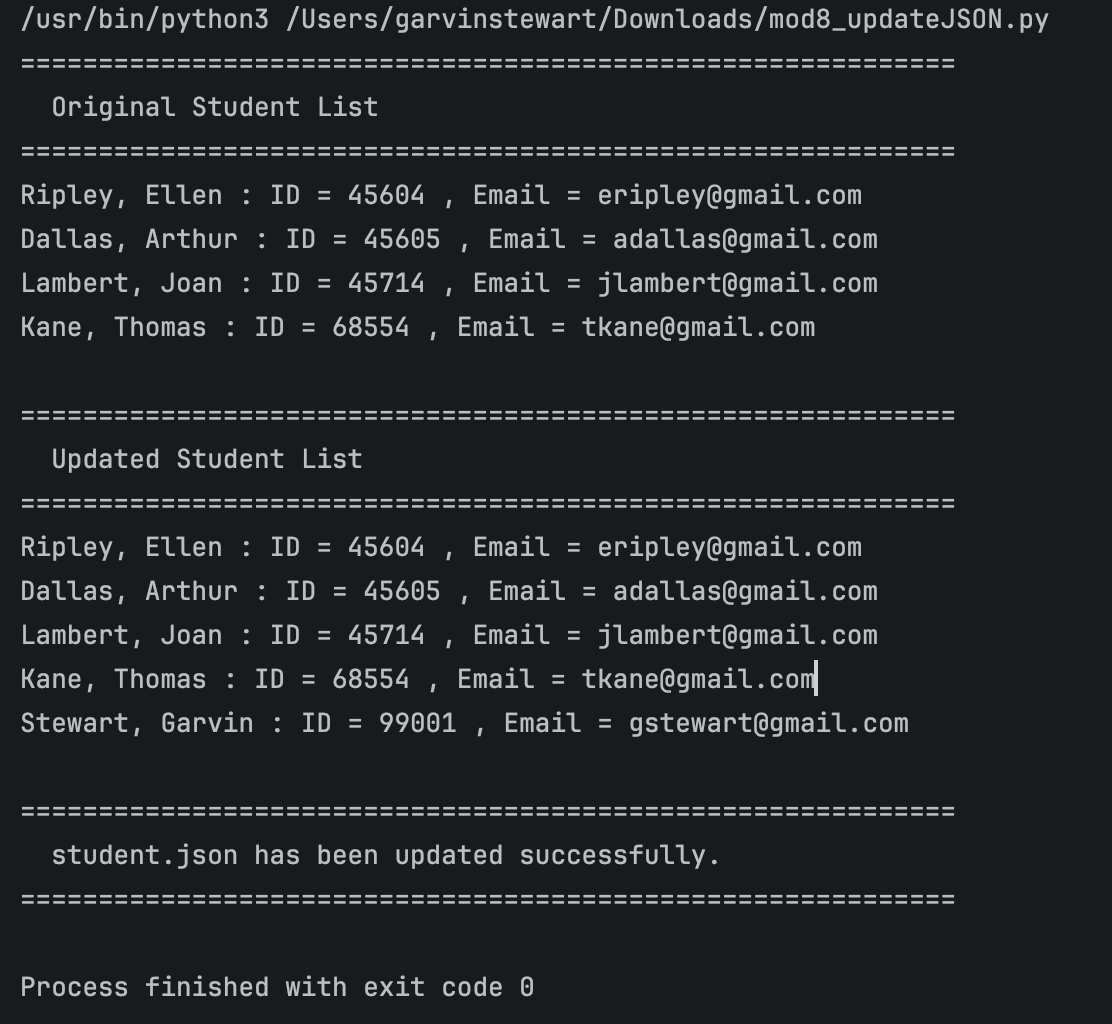 /usr/bin/python3 /Users/garvinstewart/Downloads/mod8_updateJSON.py
============================================================
  Original Student List
============================================================
Ripley, Ellen : ID = 45604 , Email = eripley@gmail.com
Dallas, Arthur : ID = 45605 , Email = adallas@gmail.com
Lambert, Joan : ID = 45714 , Email = jlambert@gmail.com
Kane, Thomas : ID = 68554 , Email = tkane@gmail.com

============================================================
  Updated Student List
============================================================
Ripley, Ellen : ID = 45604 , Email = eripley@gmail.com
Dallas, Arthur : ID = 45605 , Email = adallas@gmail.com
Lambert, Joan : ID = 45714 , Email = jlambert@gmail.com
Kane, Thomas : ID = 68554 , Email = tkane@gmail.com
Stewart, Garvin : ID = 99001 , Email = gstewart@gmail.com

============================================================
  student.json has been updated successfully.
============================================================

Process finished with exit code 0